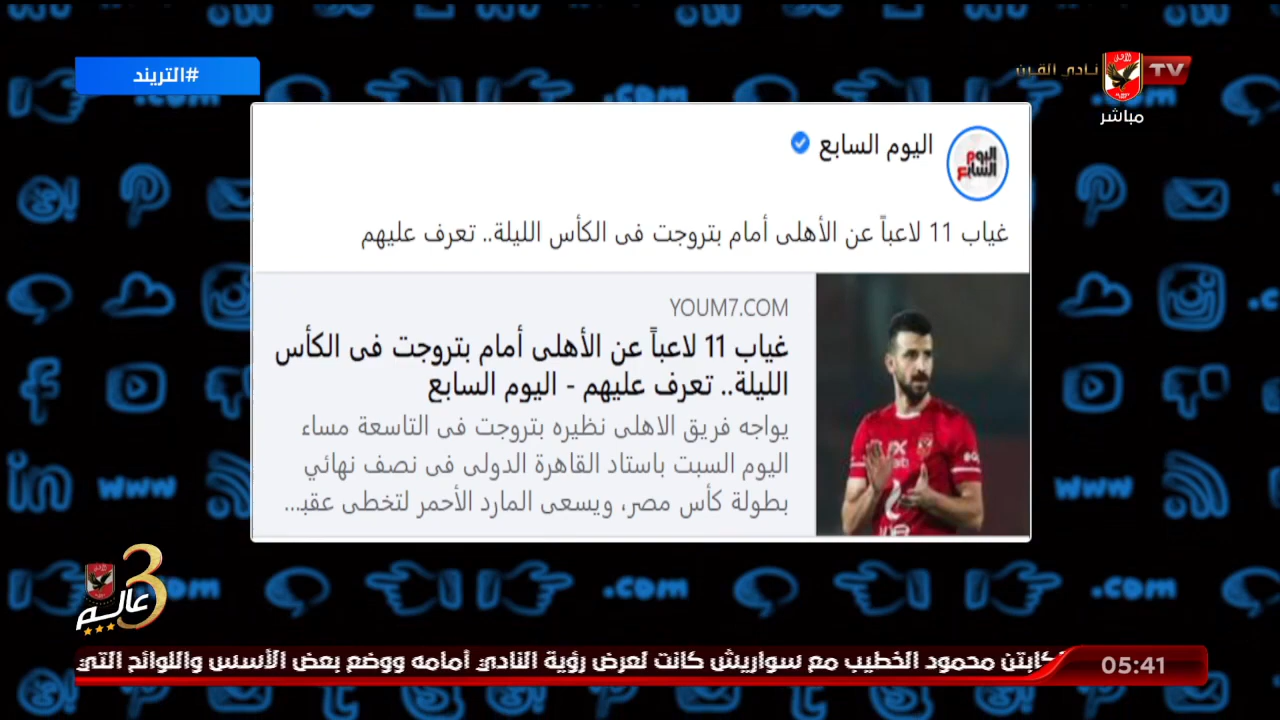 #التريند
نادي القرن
TV
مباشر
اليوم السابع
غياب 11 لاعباً عن الأهلى أمام بتروجت فى الكأس الليلة.. تعرف عليهم
YOUM7.COM
غياب 11 لاعباً عن الأهلى أمام بتروجت فى الكأس
الليلة.. تعرف عليهم - اليوم السابع
يواجه فريق الاهلى نظيره بتروجت فى التاسعة مساء
اليوم السبت باستاد القاهرة الدولى فى نصف نهائي
بطولة كأس مصر، ويسعى المارد الأحمر لتخطى عقبـ...
3 عالم
كابتن محمود الخطيب مع سواريش كانت لعرض رؤية النادي أمامه ووضع بعض الأسس واللوائح التي
05:41